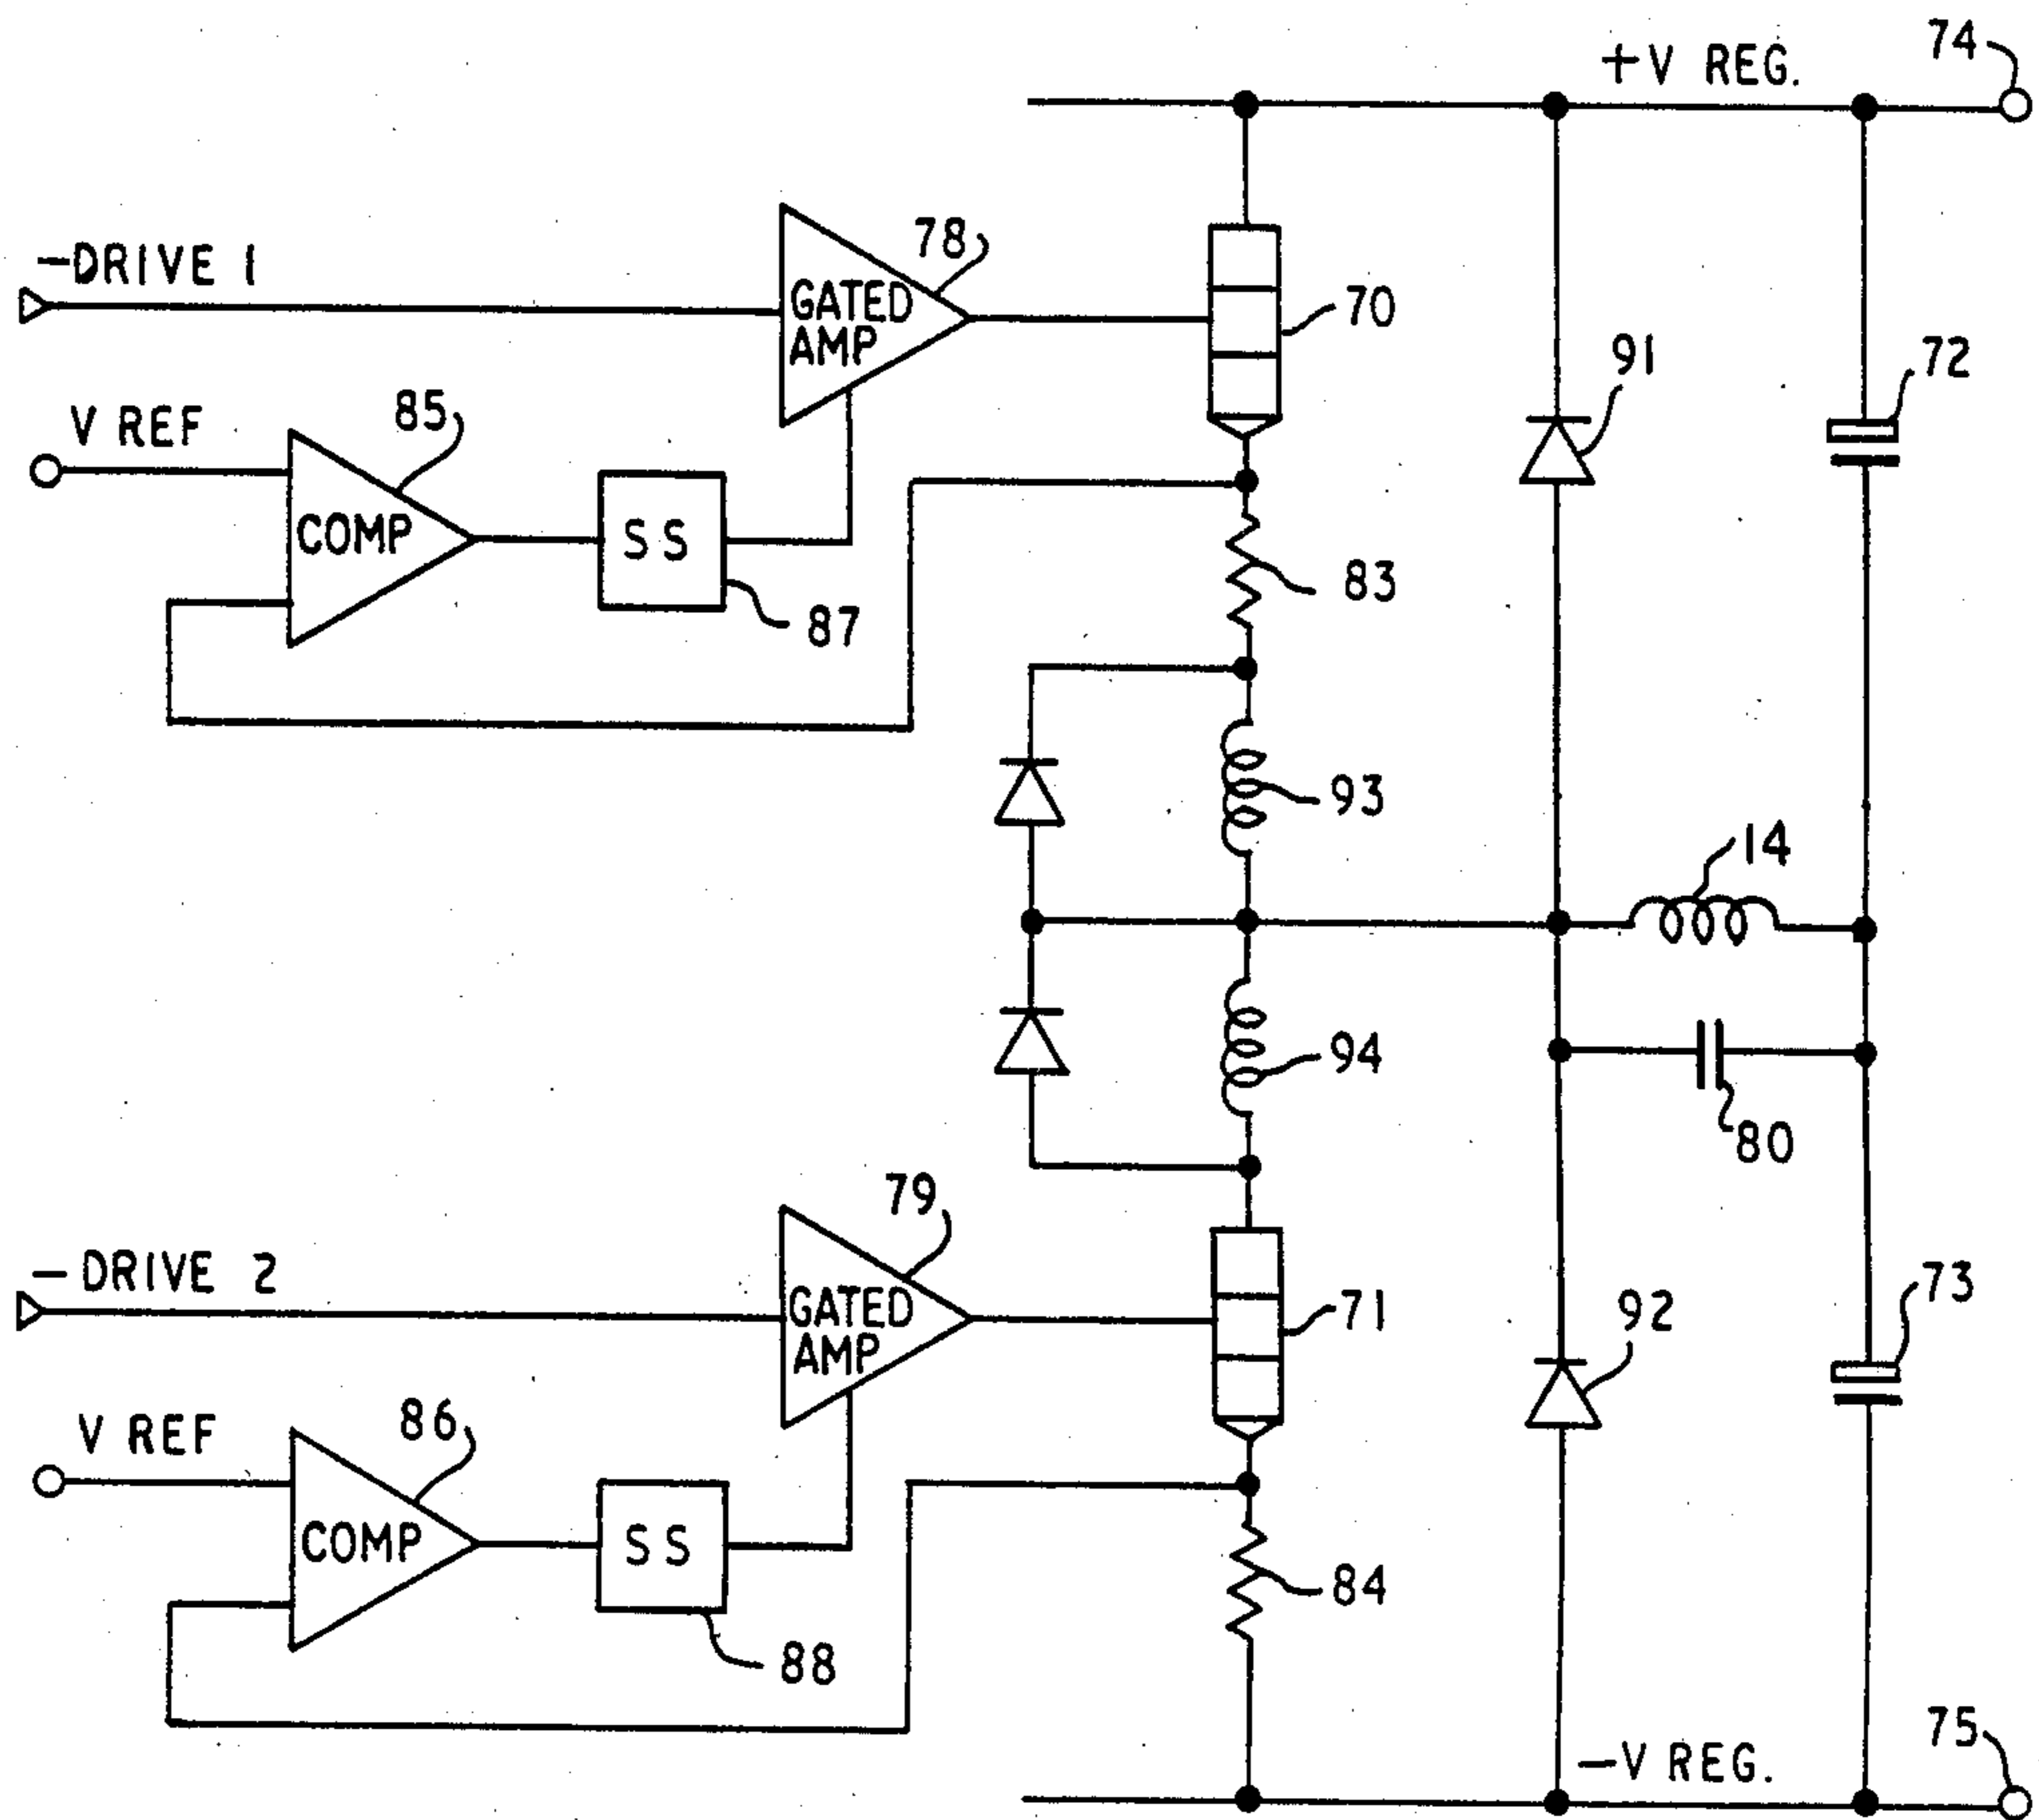 74
+V REG.
-DRIVE 1
78
GATED
AMP
70
91
72
V REF
85
COMP
SS
87
83
93
14
94
80
79
-DRIVE 2
GATED
AMP
71
92
73
V REF
86
COMP
SS
88
84
75
-V REG.